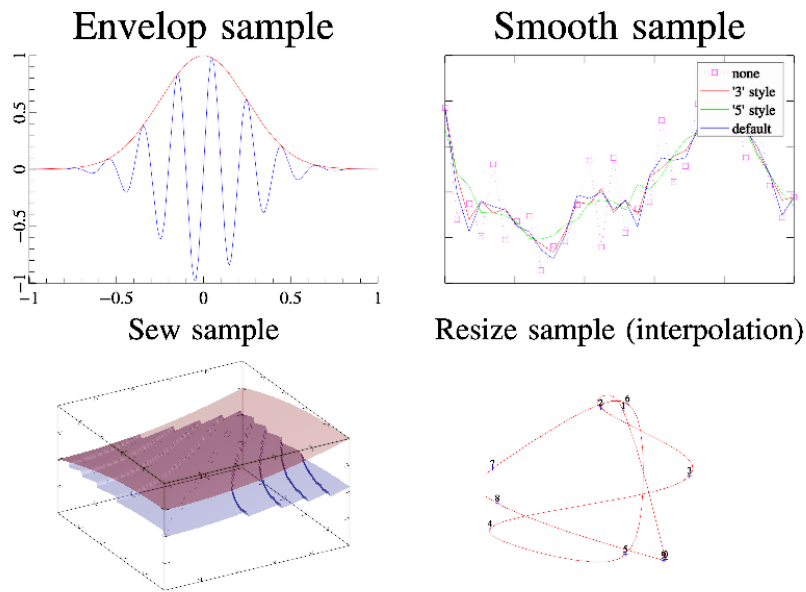 Envelop sample
Smooth sample
1
0.5
0
−0.5
−1
−1 −0.5 0 0.5 1
none
'3' style
'5' style
default
Sew sample
Resize sample (interpolation)
2
6
1
7
3
8
4
5